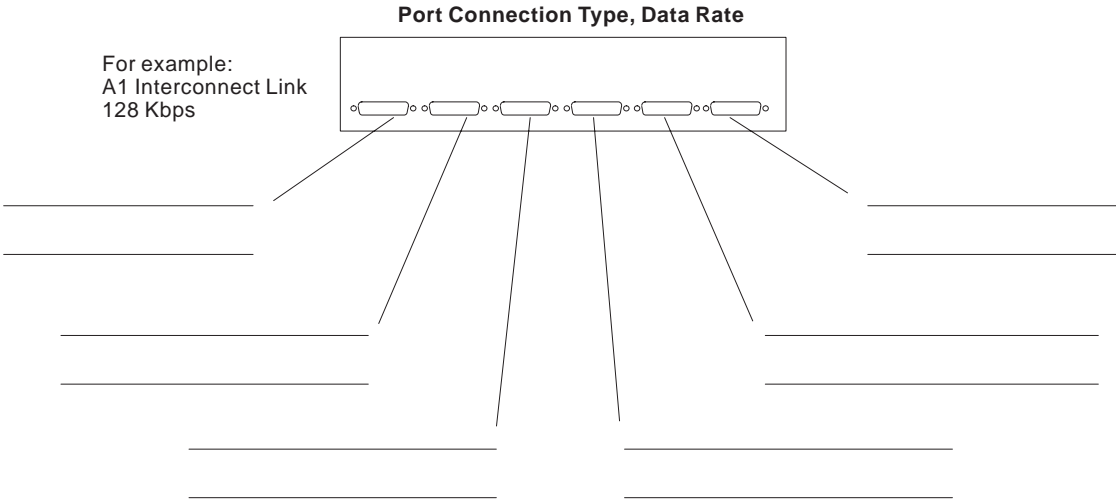 Port Connection Type, Data Rate
For example:
A1 Interconnect Link
128 Kbps